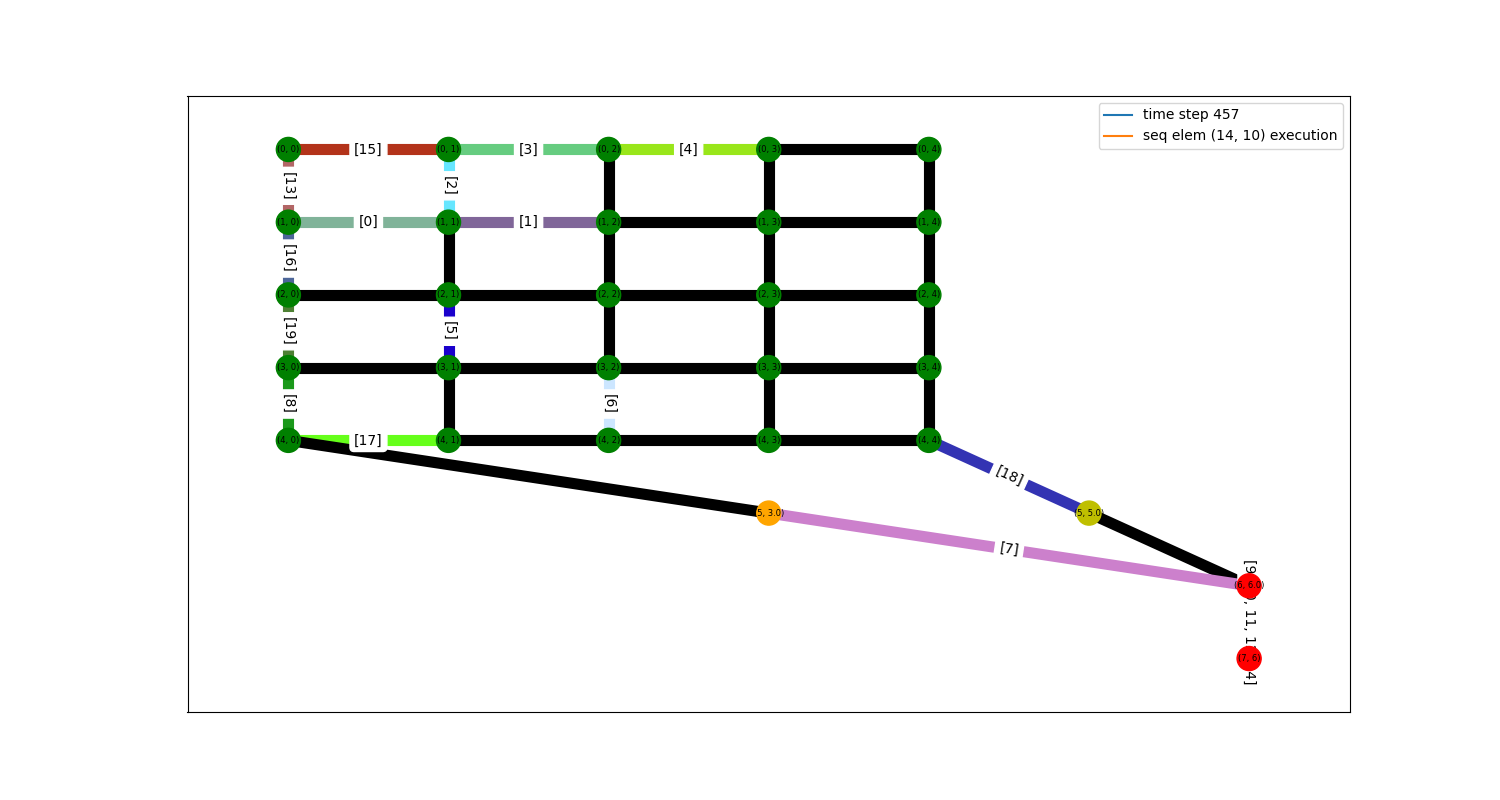 time step 457
seq elem (14, 10) execution
(0, 0) [15] (0, 1) [3] (0, 2) [4] (0, 3) (0, 4)
[13] [2]
(1, 0) [0] (1, 1) [1] (1, 2) (1, 3) (1, 4)
[16]
(2, 0) (2, 1) (2, 2) (2, 3) (2, 4)
[19] [5]
(3, 0) (3, 1) (3, 2) (3, 3) (3, 4)
[8] [6]
(4, 0) [17] (4, 1) (4, 2) (4, 3) (4, 4)
[18]
(5, 3.0) (5, 5.0)
[7]
(6, 6.0)
11,
(7, 6)